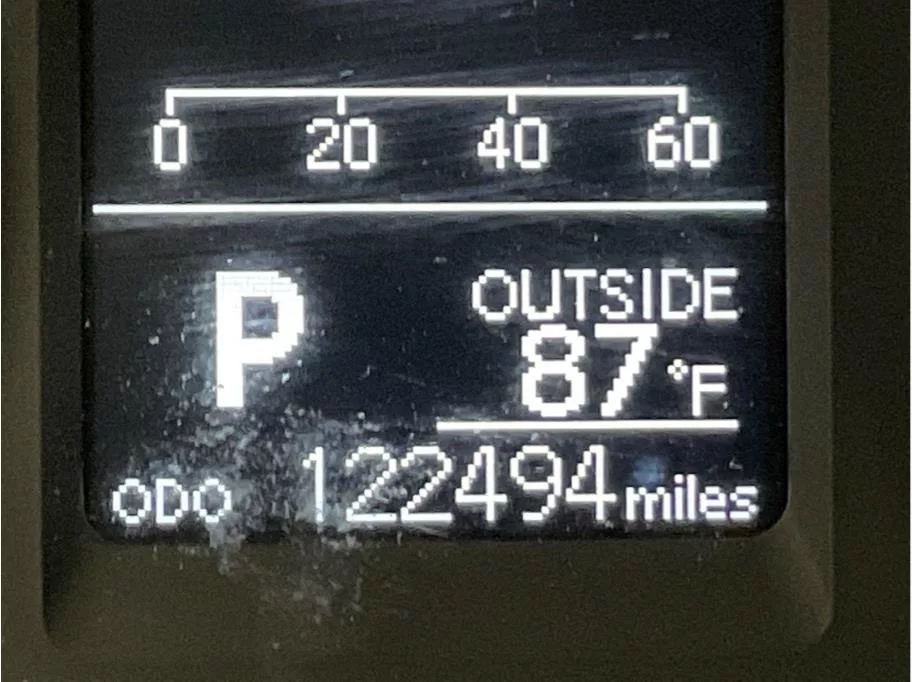 0 20 40 60
P
OUTSIDE
87 °F
ODO 122494 miles